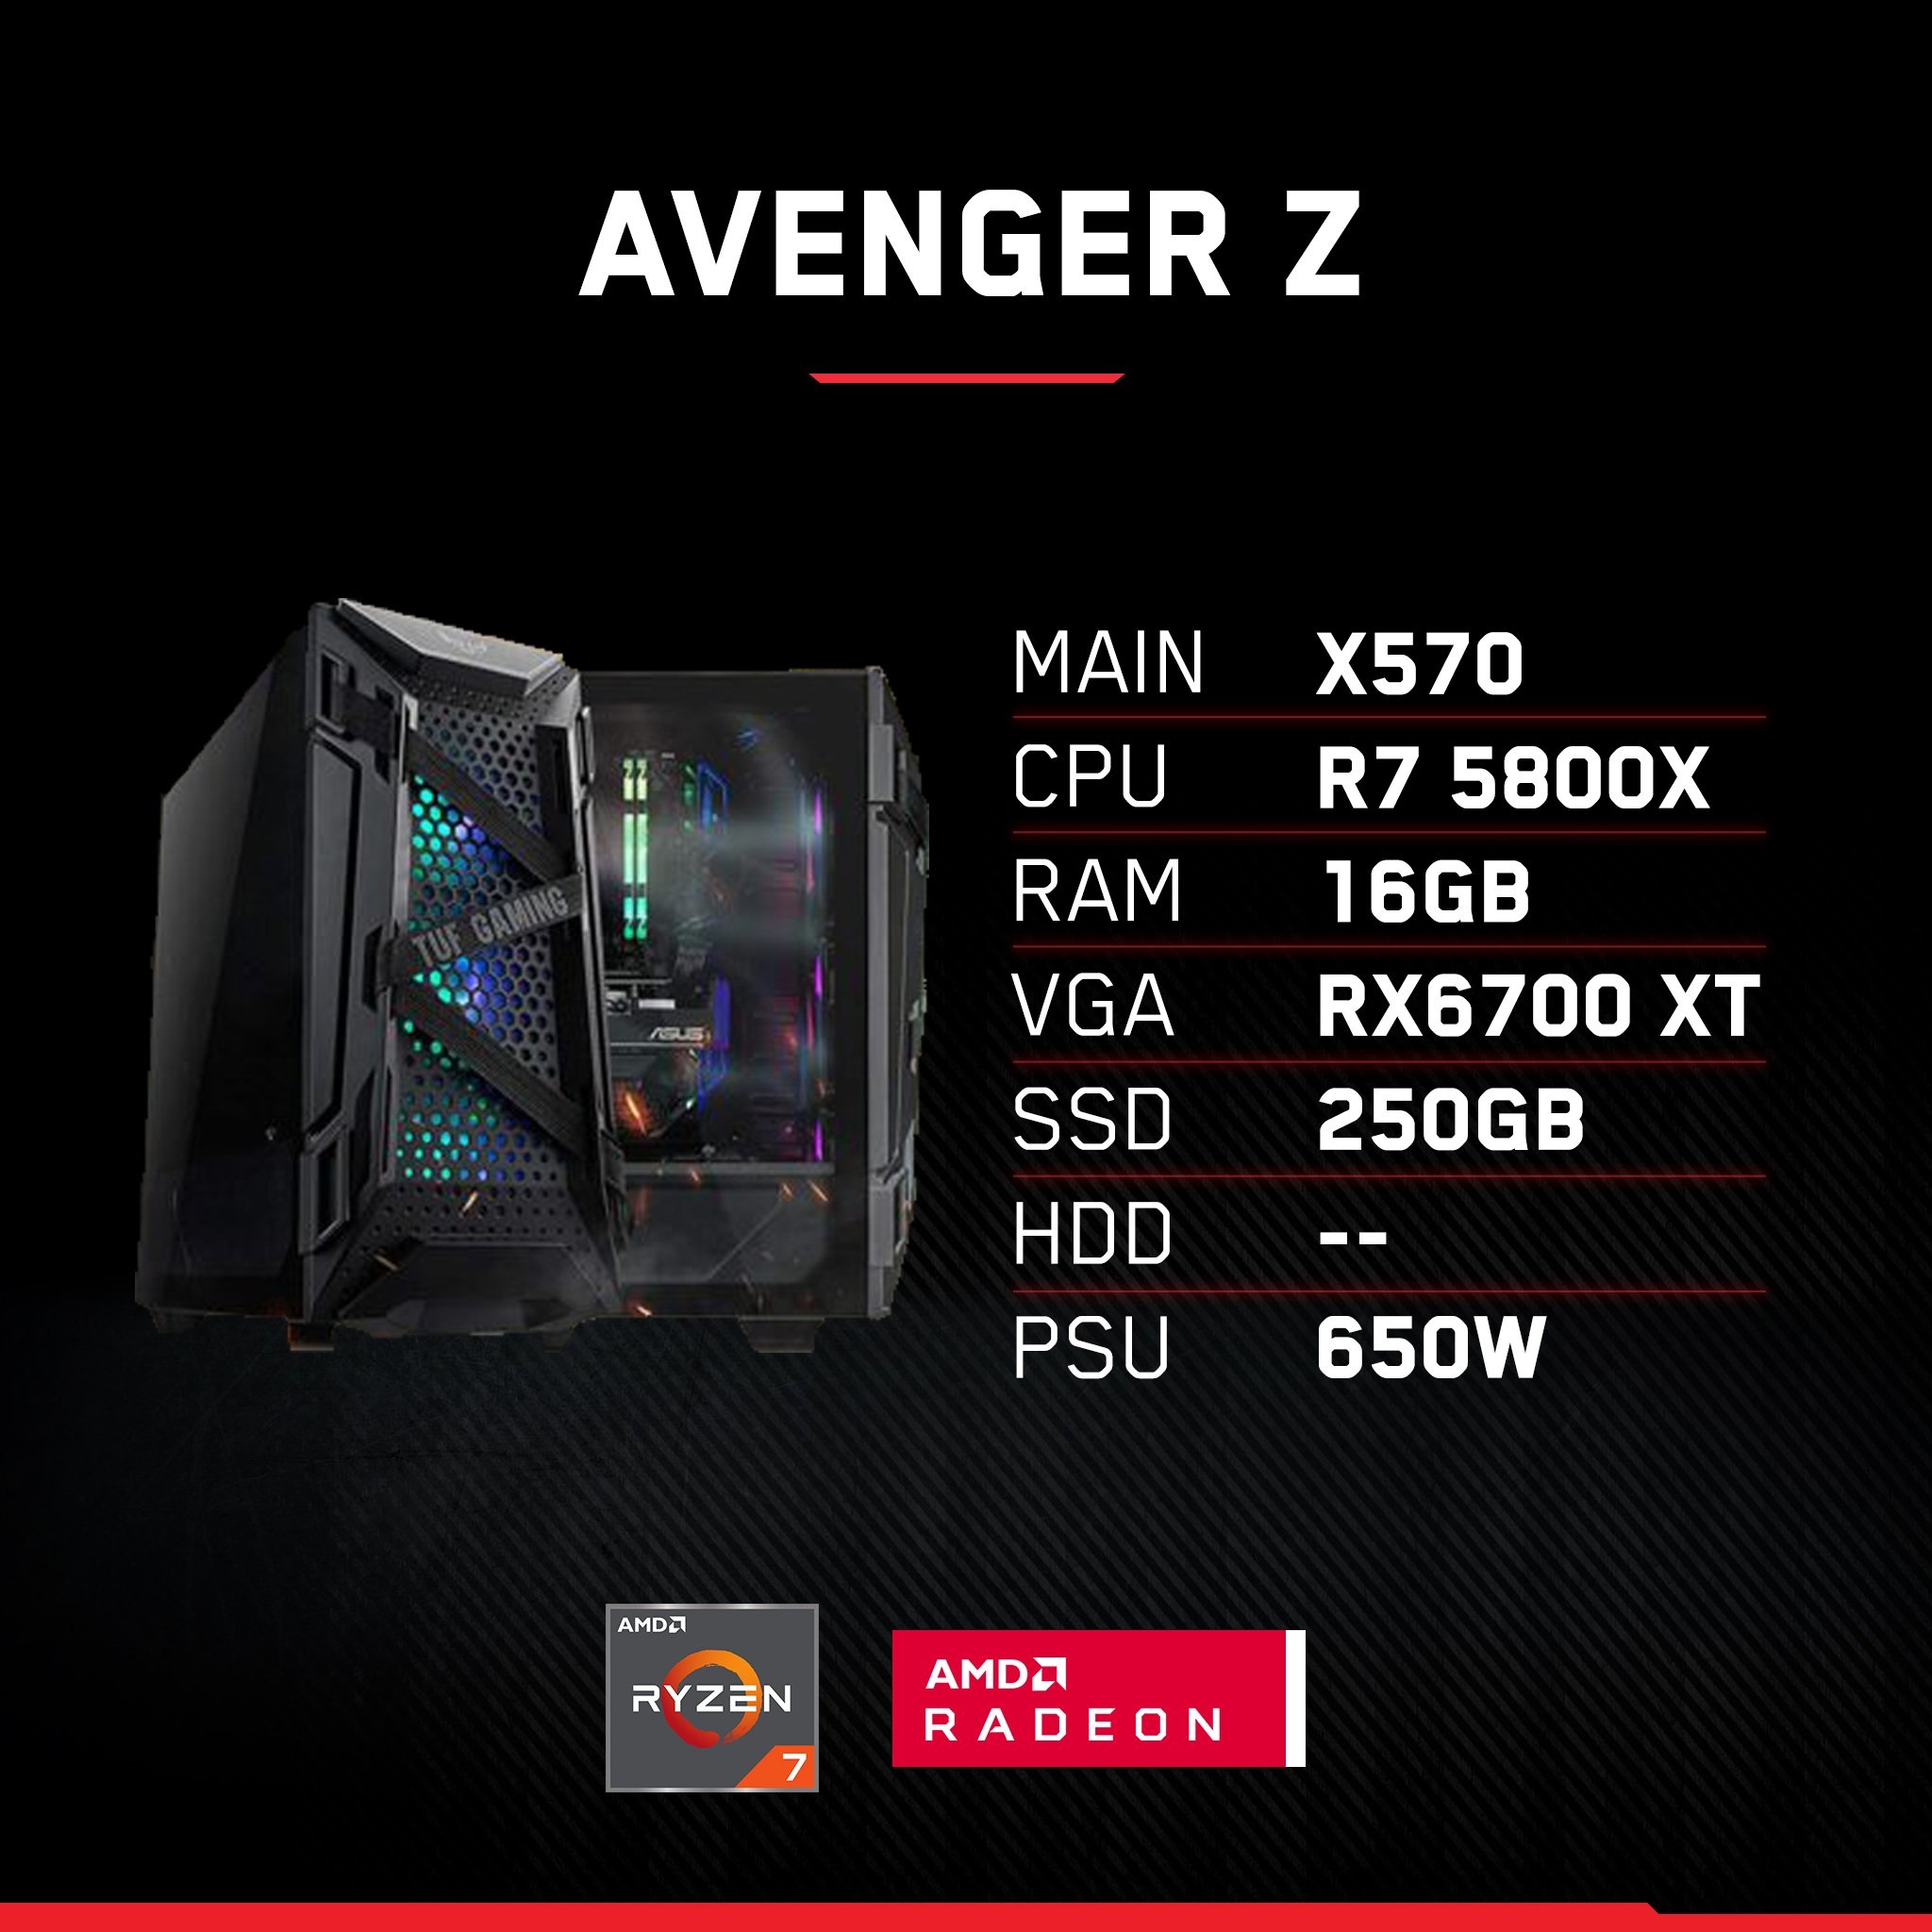 AVENGER Z
MAIN X570
CPU R7 5800X
RAM 16GB
VGA RX6700 XT
SSD 250GB
HDD --
PSU 650W
TUF GAMING
ASUS
AMD
RYZEN
7
AMD
RADEON